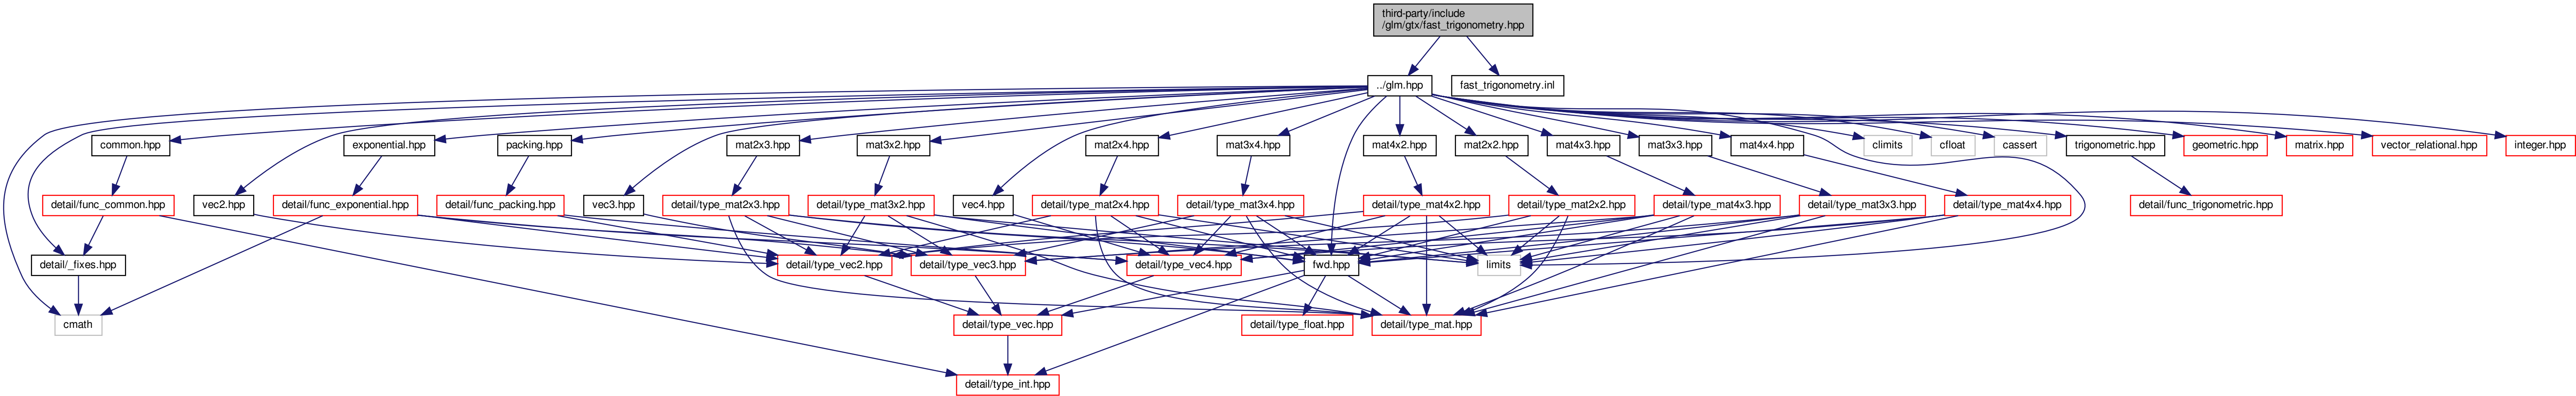 third-party/include
/glm/gtx/fast_trigonometry.hpp
../glm.hpp
fast_trigonometry.inl
common.hpp
exponential.hpp
packing.hpp
mat2x3.hpp
mat3x2.hpp
mat2x4.hpp
mat3x4.hpp
mat4x2.hpp
mat2x2.hpp
mat4x3.hpp
mat3x3.hpp
mat4x4.hpp
climits
cfloat
cassert
trigonometric.hpp
geometric.hpp
matrix.hpp
vector_relational.hpp
integer.hpp
detail/func_common.hpp
vec2.hpp
detail/func_exponential.hpp
detail/func_packing.hpp
vec3.hpp
detail/type_mat2x3.hpp
detail/type_mat3x2.hpp
vec4.hpp
detail/type_mat2x4.hpp
detail/type_mat3x4.hpp
detail/type_mat4x2.hpp
detail/type_mat2x2.hpp
detail/type_mat4x3.hpp
detail/type_mat3x3.hpp
detail/type_mat4x4.hpp
detail/func_trigonometric.hpp
detail/_fixes.hpp
detail/type_vec2.hpp
detail/type_vec3.hpp
detail/type_vec4.hpp
fwd.hpp
limits
cmath
detail/type_vec.hpp
detail/type_float.hpp
detail/type_mat.hpp
detail/type_int.hpp